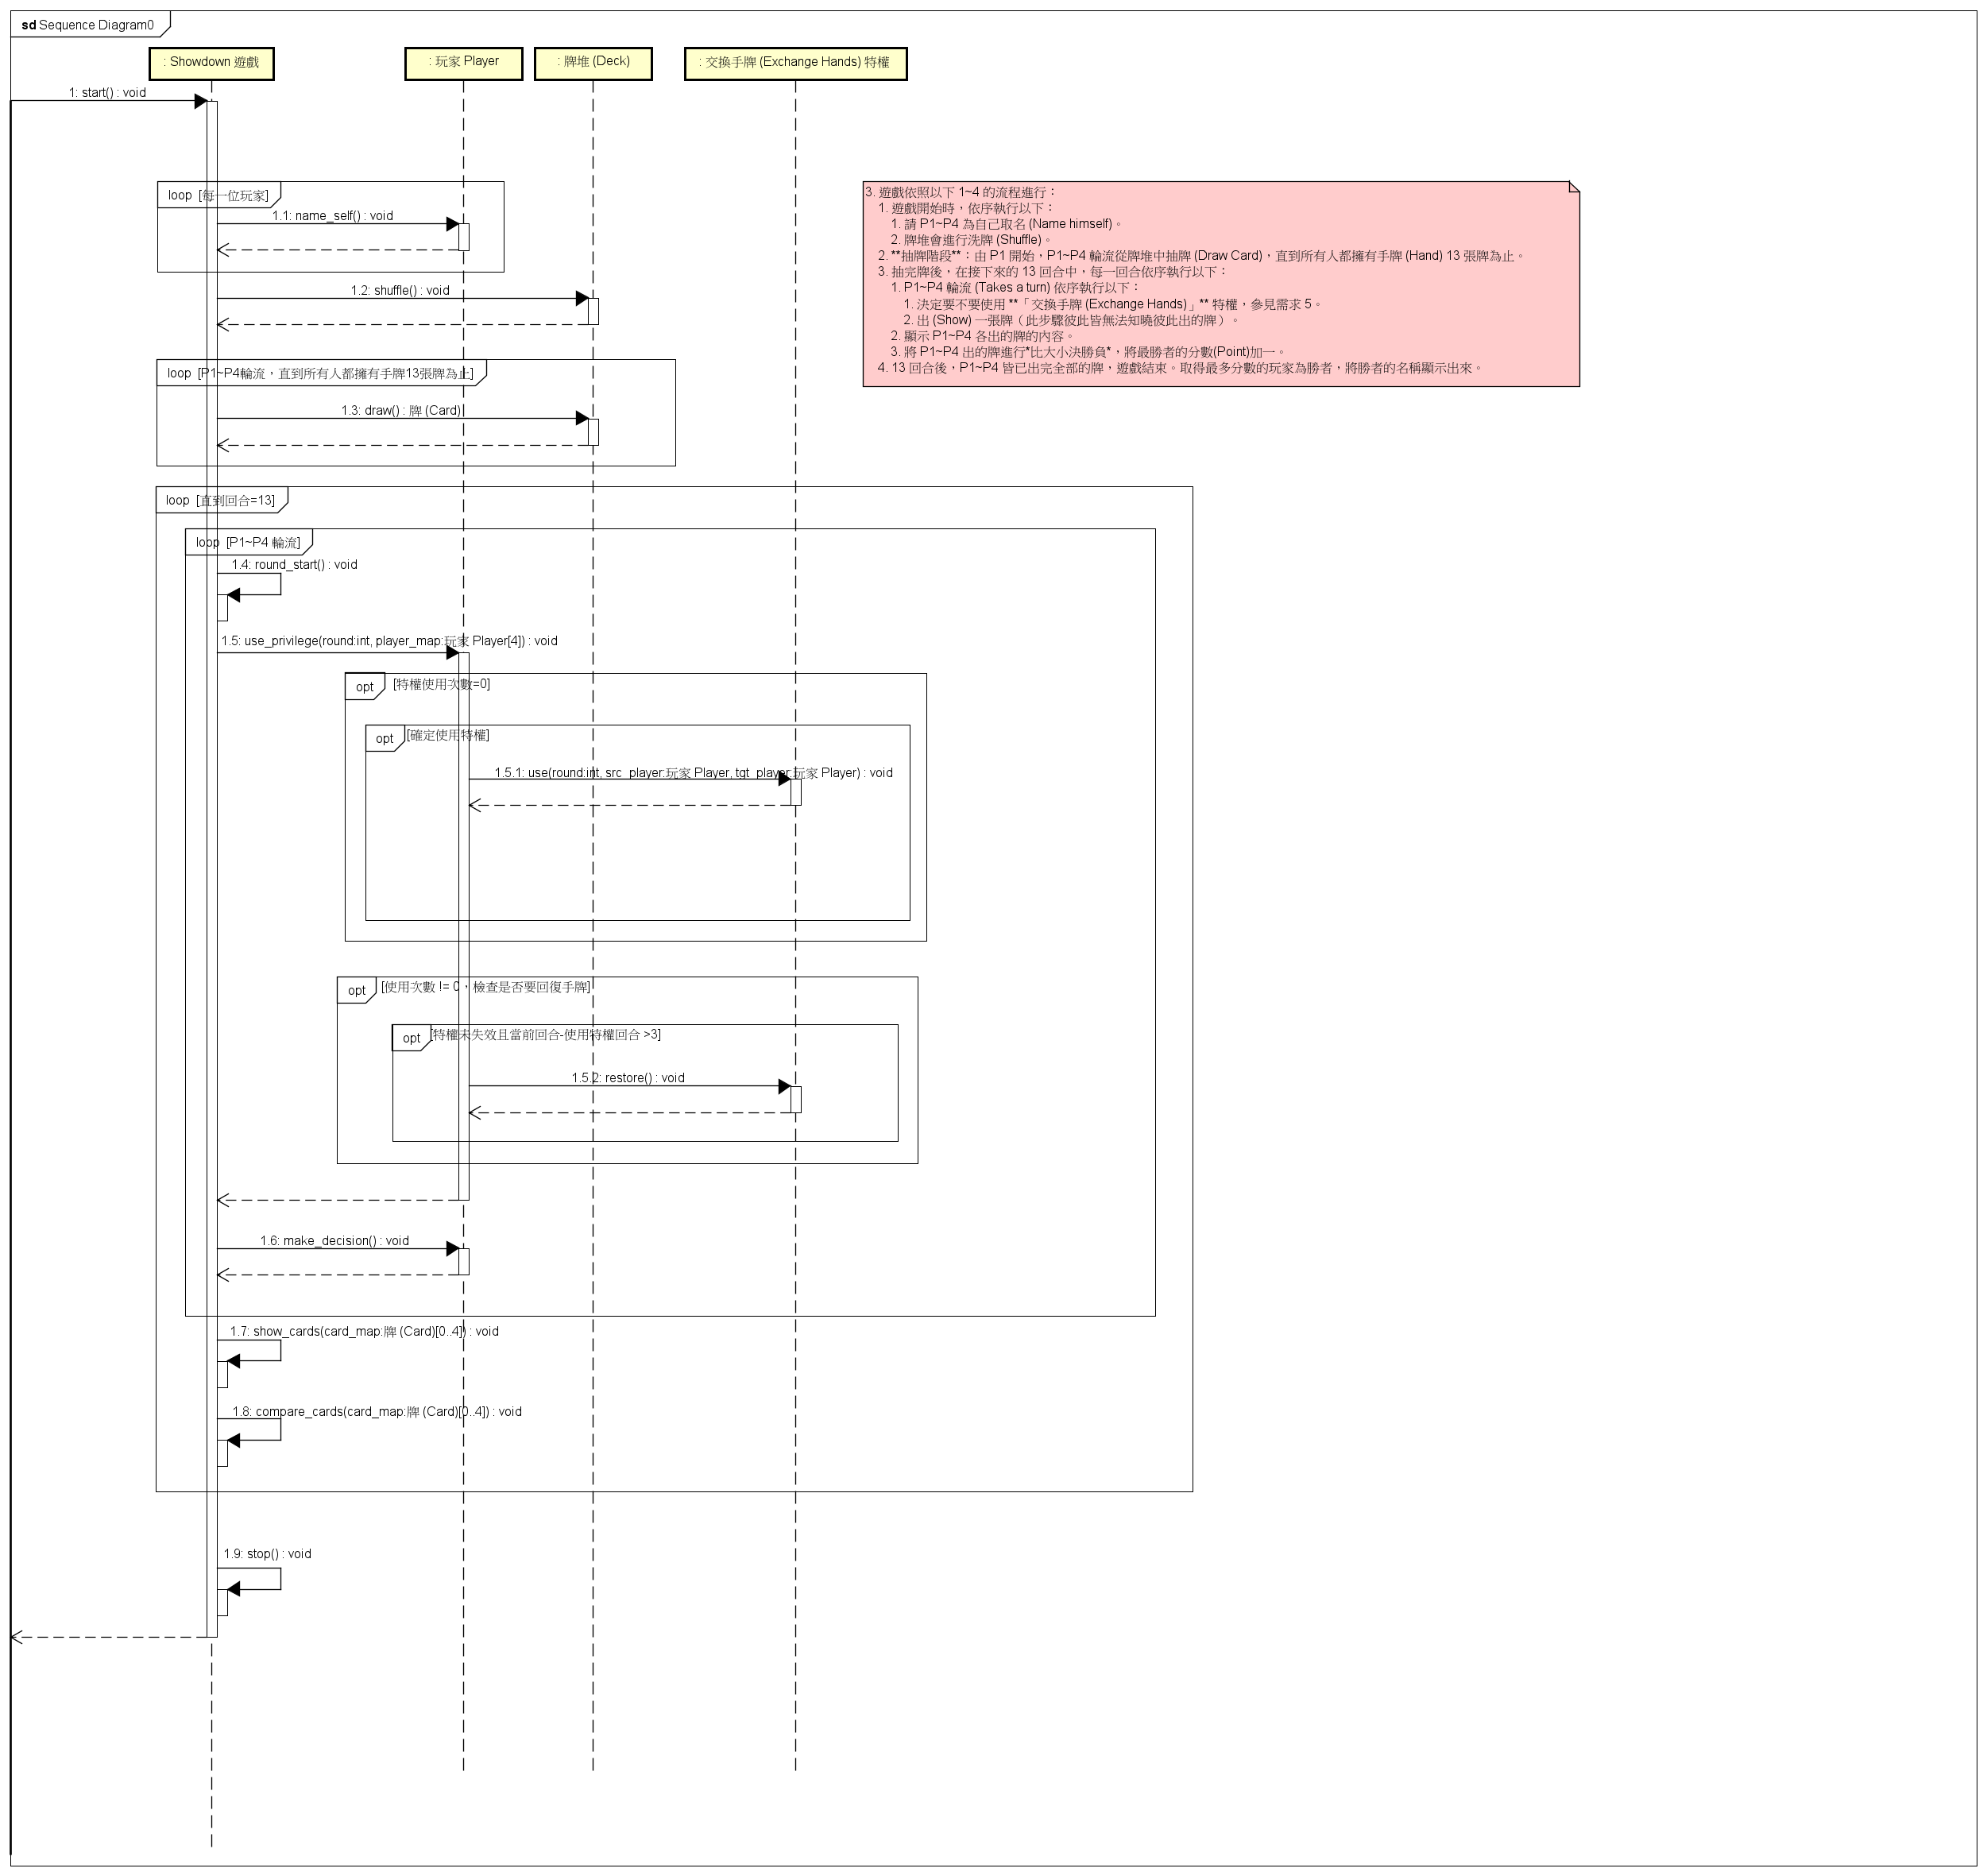 sd Sequence Diagram0
: Showdown 遊戲
: 玩家 Player
: 牌堆 (Deck)
: 交換手牌 (Exchange Hands) 特權
1: start() : void
loop [每一位玩家]
1.1: name_self() : void
3. 遊戲依照以下 1~4 的流程進行：
1. 遊戲開始時，依序執行以下：
1. 請 P1~P4 為自己取名 (Name himself)。
2. 牌堆會進行洗牌 (Shuffle)。
2. **抽牌階段**：由 P1 開始，P1~P4 輪流從牌堆中抽牌 (Draw Card)，直到所有人都擁有手牌 (Hand) 13 張牌為止。
3. 抽完牌後，在接下來的 13 回合中，每一回合依序執行以下：
1. P1~P4 輪流 (Takes a turn) 依序執行以下：
1. 決定要不要使用 **「交換手牌 (Exchange Hands)」** 特權，參見需求 5。
2. 出 (Show) 一張牌（此步驟彼此皆無法知曉彼此出的牌）。
2. 顯示 P1~P4 各出的牌的內容。
3. 將 P1~P4 出的牌進行*比大小決勝負*，將最勝者的分數(Point)加一。
4. 13 回合後，P1~P4 皆已出完全部的牌，遊戲結束。取得最多分數的玩家為勝者，將勝者的名稱顯示出來。
1.2: shuffle() : void
loop [P1~P4輪流，直到所有人都擁有手牌13張牌為止]
1.3: draw() : 牌 (Card)
loop [直到回合=13]
loop [P1~P4 輪流]
1.4: round_start() : void
1.5: use_privilege(round:int, player_map:玩家 Player[4]) : void
opt [特權使用次數=0]
opt [確定使用特權]
1.5.1: use(round:int, src_player:玩家 Player, tgt_player:玩家 Player) : void
opt [使用次數 != 0，檢查是否要回復手牌]
opt [特權未失效且當前回合-使用特權回合 >3]
1.5.2: restore() : void
1.6: make_decision() : void
1.7: show_cards(card_map:牌 (Card)[0..4]) : void
1.8: compare_cards(card_map:牌 (Card)[0..4]) : void
1.9: stop() : void